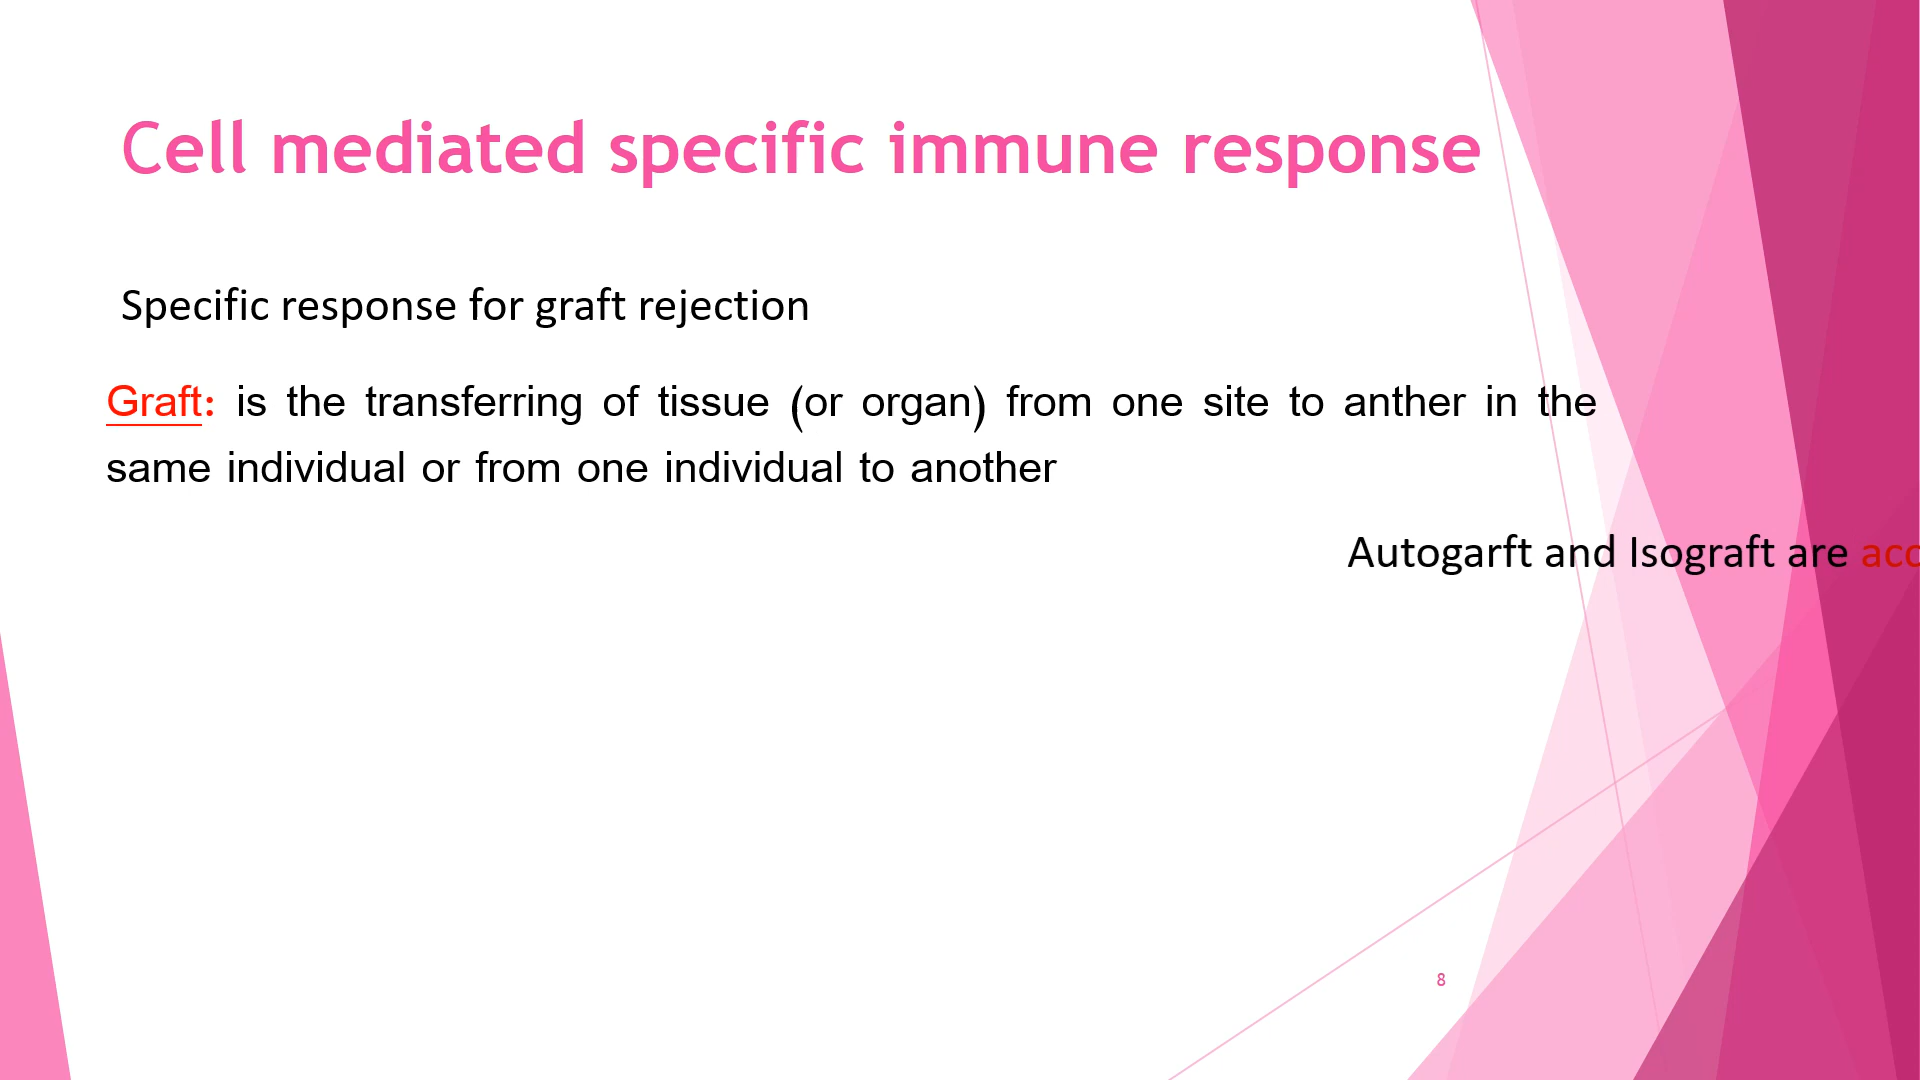 Cell mediated specific immune response
Specific response for graft rejection
Graft: is the transferring of tissue (or organ) from one site to anther in the
same individual or from one individual to another
Autogarft and Isograft are
8